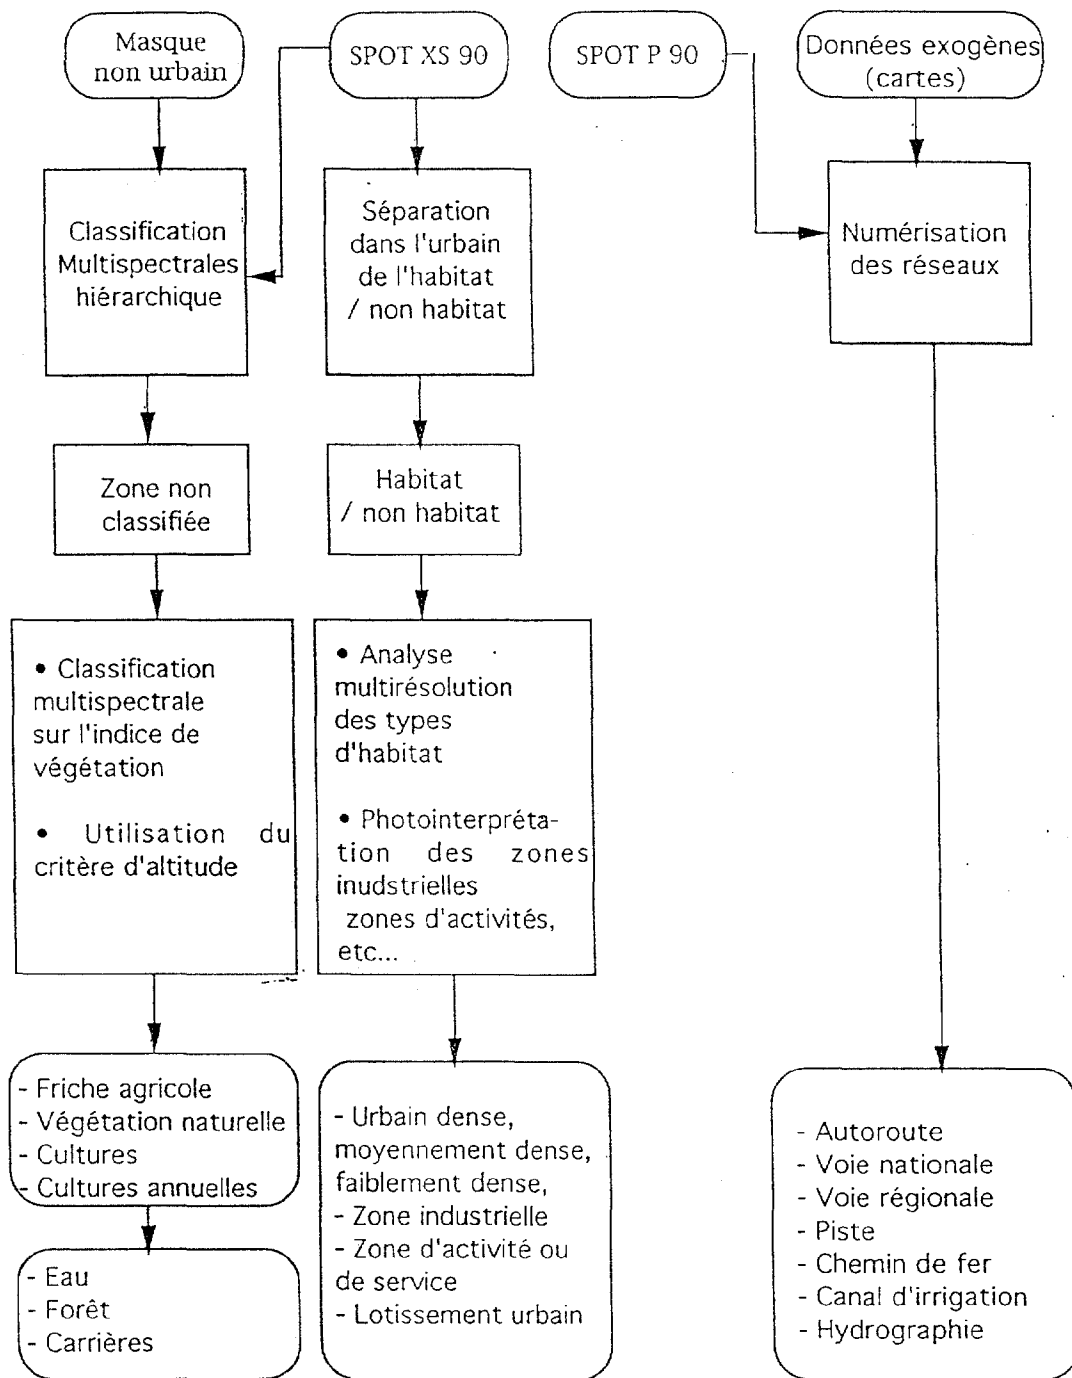 Masque
non urbain
SPOT XS 90
SPOT P 90
Données exogènes
(cartes)
Classification
Multispectrales
hiérarchique
Séparation
dans l'urbain
de l'habitat
/ non habitat
Numérisation
des réseaux
Zone non
classifiée
Habitat
/ non habitat
• Classification
multispectrale
sur l'indice de
végétation
• Utilisation du
critère d'altitude
• Analyse
multirésolution
des types
d'habitat
• Photointerpréta-
tion des zones
inudstrielles
zones d'activités,
etc...
- Friche agricole
- Végétation naturelle
- Cultures
- Cultures annuelles
- Eau
- Forêt
- Carrières
- Urbain dense,
moyennement dense,
faiblement dense,
- Zone industrielle
- Zone d'activité ou
de service
- Lotissement urbain
- Autoroute
- Voie nationale
- Voie régionale
- Piste
- Chemin de fer
- Canal d'irrigation
- Hydrographie